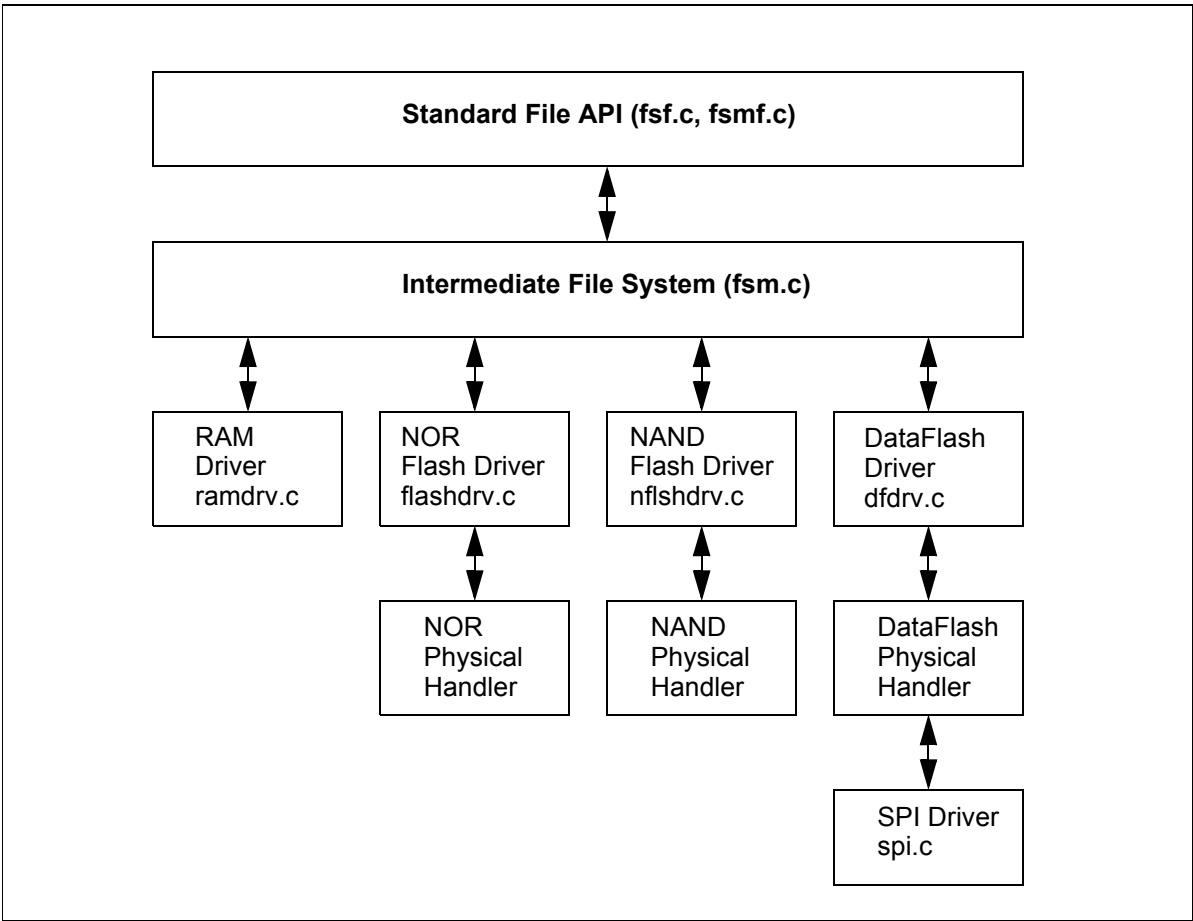 Standard File API (fsf.c, fsmf.c)
Intermediate File System (fsm.c)
RAM
Driver
ramdrv.c
NOR
Flash Driver
flashdrv.c
NAND
Flash Driver
nflshdrv.c
DataFlash
Driver
dfdrv.c
NOR
Physical
Handler
NAND
Physical
Handler
DataFlash
Physical
Handler
SPI Driver
spi.c